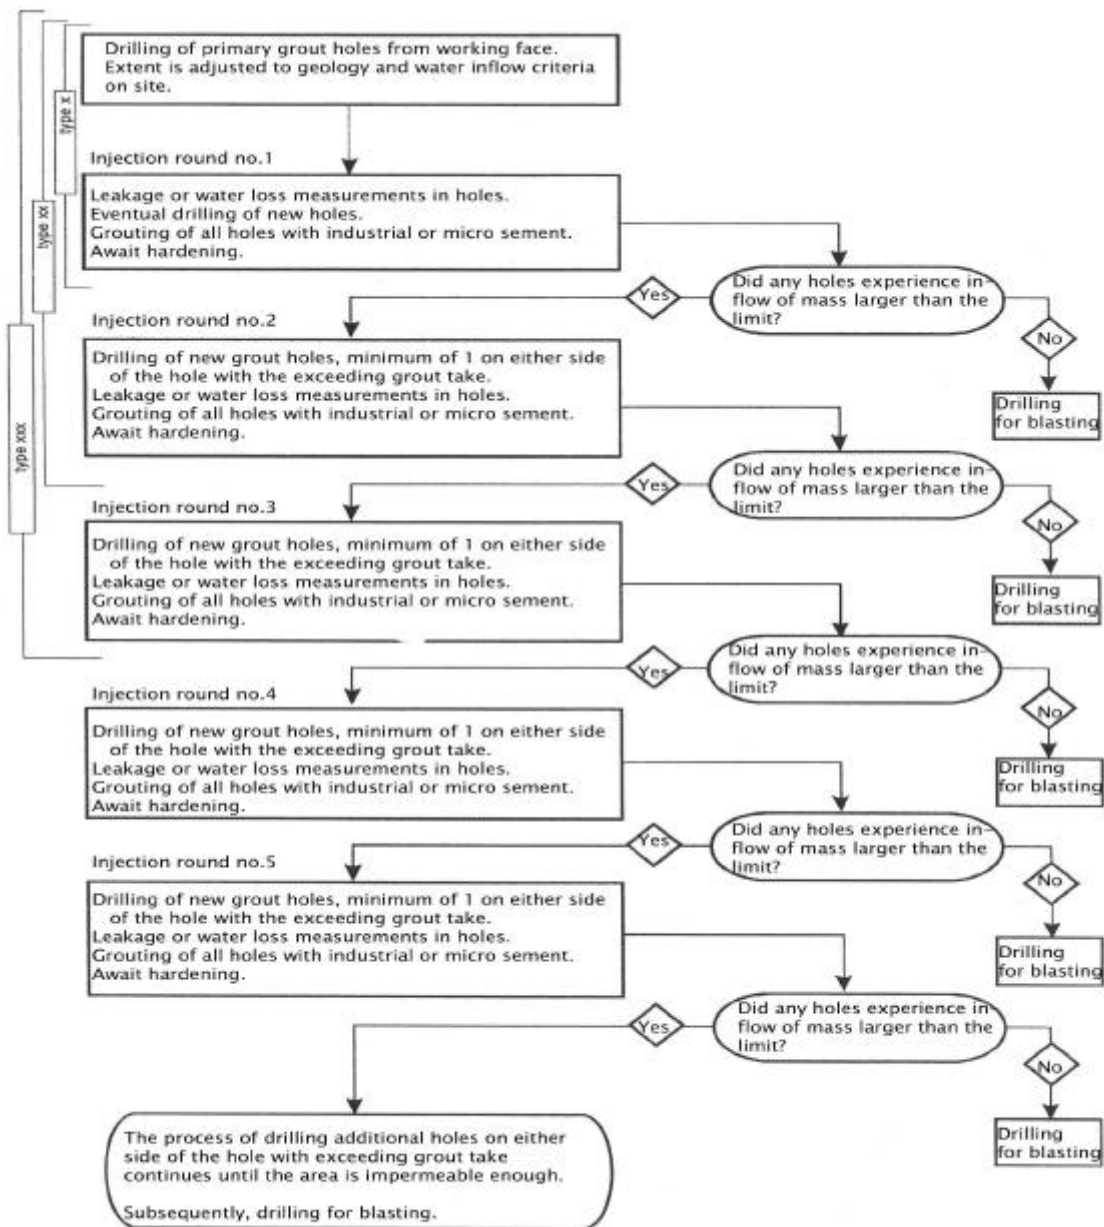 Drilling of primary grout holes from working face.
Extent is adjusted to geology and water inflow criteria
on site.
type x
type xx
type xxx
Injection round no.1
Leakage or water loss measurements in holes.
Eventual drilling of new holes.
Grouting of all holes with industrial or micro sement.
Await hardening.
Did any holes experience in-
flow of mass larger than the
limit?
Yes
No
Drilling
for blasting
Injection round no.2
Drilling of new grout holes, minimum of 1 on either side
of the hole with the exceeding grout take.
Leakage or water loss measurements in holes.
Grouting of all holes with industrial or micro sement.
Await hardening.
Did any holes experience in-
flow of mass larger than the
limit?
Yes
No
Drilling
for blasting
Injection round no.3
Drilling of new grout holes, minimum of 1 on either side
of the hole with the exceeding grout take.
Leakage or water loss measurements in holes.
Grouting of all holes with industrial or micro sement.
Await hardening.
Did any holes experience in-
flow of mass larger than the
limit?
Yes
No
Drilling
for blasting
Injection round no.4
Drilling of new grout holes, minimum of 1 on either side
of the hole with the exceeding grout take.
Leakage or water loss measurements in holes.
Grouting of all holes with industrial or micro sement.
Await hardening.
Did any holes experience in-
flow of mass larger than the
limit?
Yes
No
Drilling
for blasting
Injection round no.5
Drilling of new grout holes, minimum of 1 on either side
of the hole with the exceeding grout take.
Leakage or water loss measurements in holes.
Grouting of all holes with industrial or micro sement.
Await hardening.
Did any holes experience in-
flow of mass larger than the
limit?
Yes
No
Drilling
for blasting
The process of drilling additional holes on either
side of the hole with exceeding grout take
continues until the area is impermeable enough.
Subsequently, drilling for blasting.